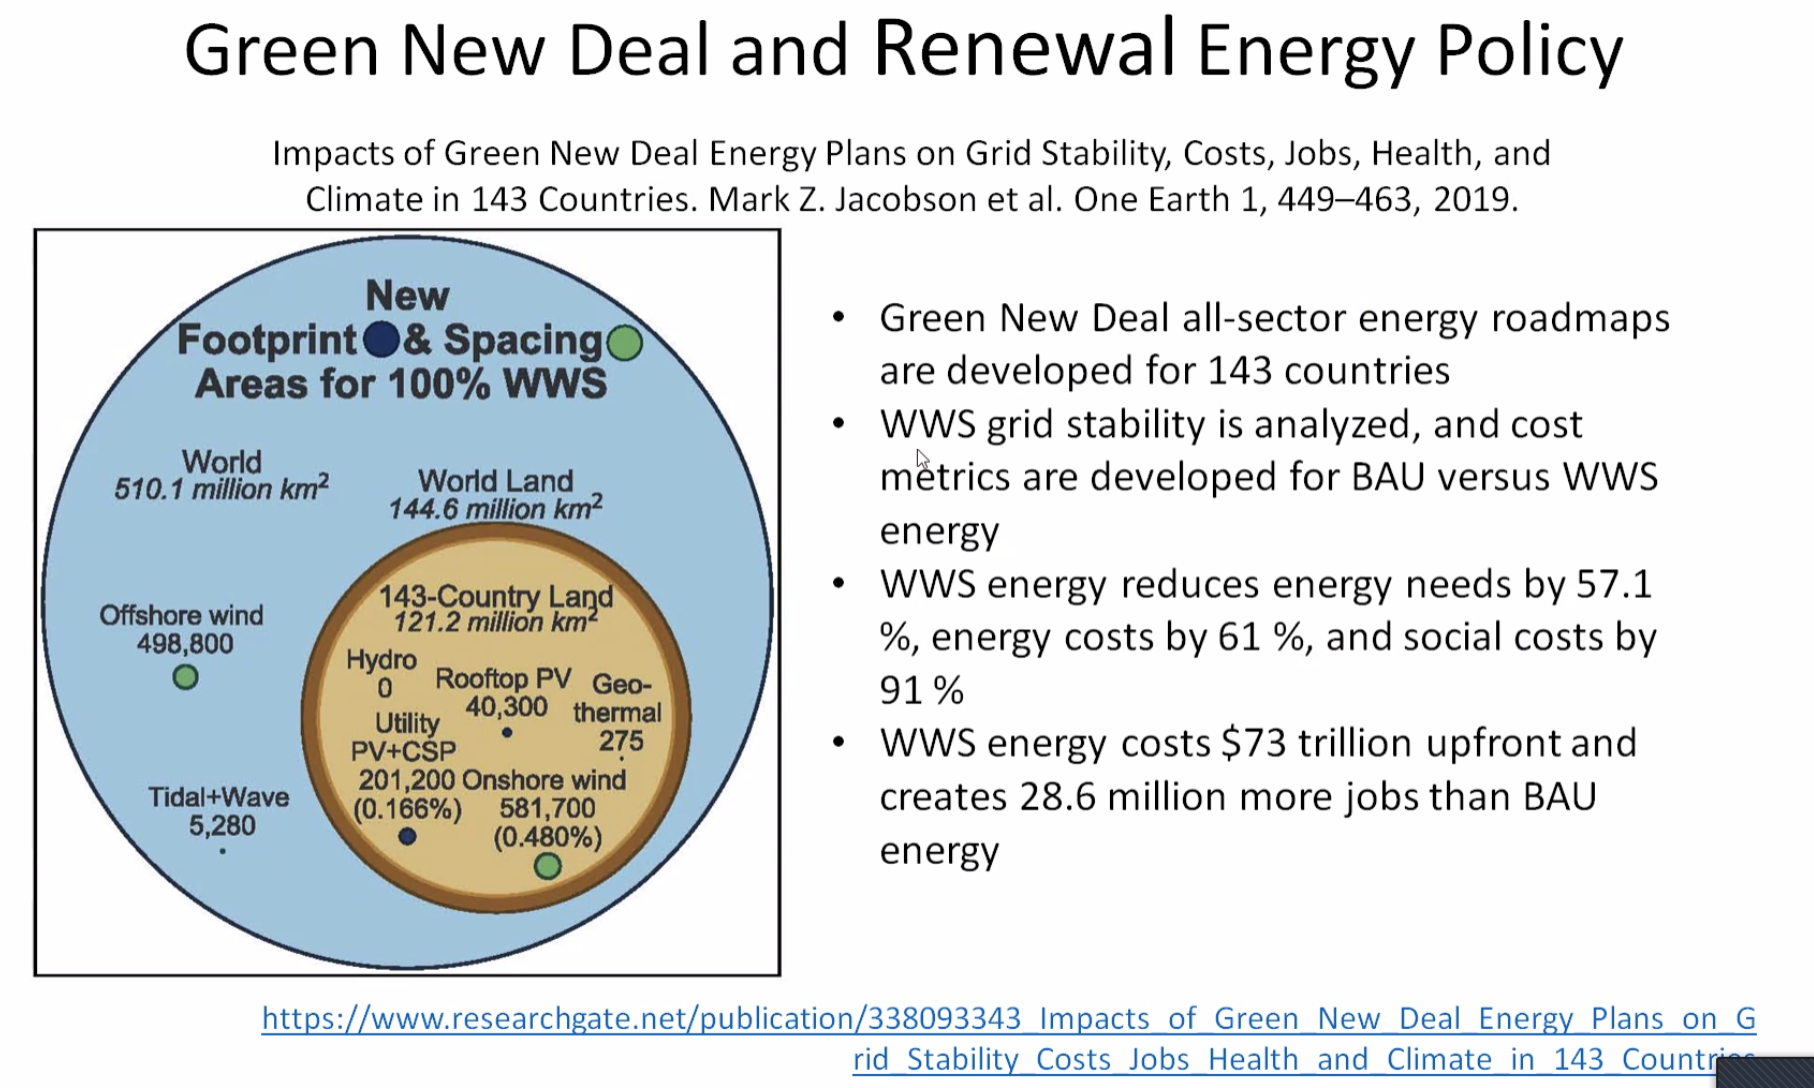 Green New Deal and Renewal Energy Policy
Impacts of Green New Deal Energy Plans on Grid Stability, Costs, Jobs, Health, and
Climate in 143 Countries. Mark Z. Jacobson et al. One Earth 1, 449–463, 2019.
New
Footprint & Spacing
Areas for 100% WWS
World
510.1 million km²
World Land
144.6 million km²
143-Country Land
121.2 million km²
Offshore wind
498,800
Hydro
0
Rooftop PV
40,300
Geo-
thermal
275
Utility
PV+CSP
201,200
(0.166%)
Onshore wind
581,700
(0.480%)
Tidal+Wave
5,280
• Green New Deal all-sector energy roadmaps
are developed for 143 countries
• WWS grid stability is analyzed, and cost
metrics are developed for BAU versus WWS
energy
• WWS energy reduces energy needs by 57.1
%, energy costs by 61 %, and social costs by
91 %
• WWS energy costs $73 trillion upfront and
creates 28.6 million more jobs than BAU
energy
https://www.researchgate.net/publication/338093343_Impacts_of_Green_New_Deal_Energy_Plans_on_G
rid_Stability_Costs_Jobs_Health_and_Climate_in_143_Countries